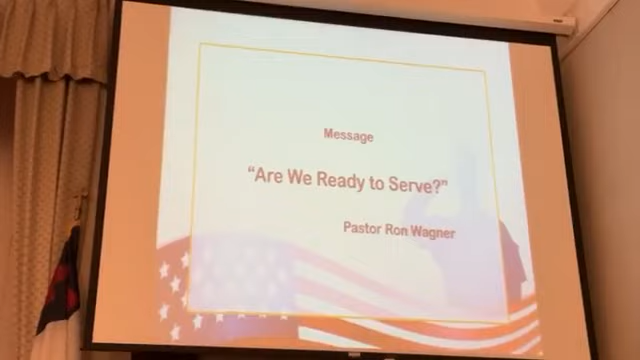 Message
“Are We Ready to Serve?”
Pastor Ron Wagner